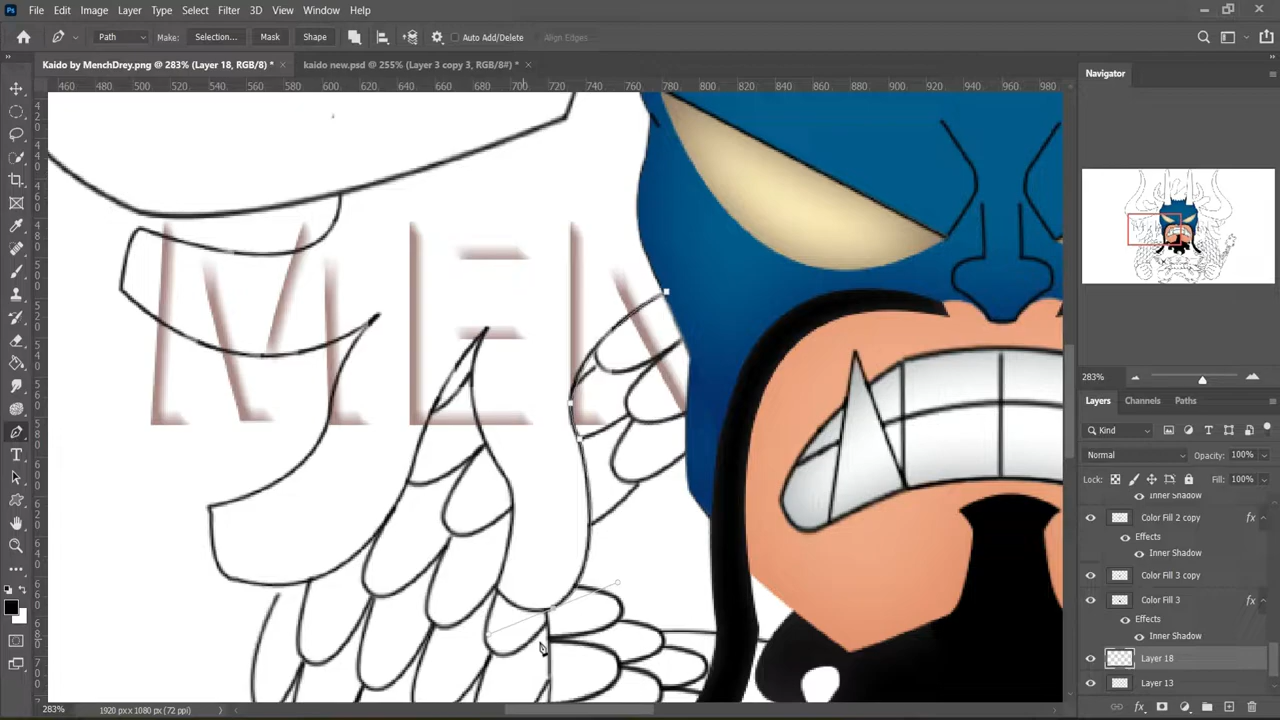 Ps File Edit Image Layer Type Select Filter 3D View Window Help
Path Make: Selection... Mask Shape Auto Add/Delete Align Edges
Kaido by MenchDrey.png @ 283% (Layer 18, RGB/8) * × kaido new.psd @ 255% (Layer 3 copy 3, RGB/8#) * ×
460 480 500 520 540 560 580 600 620 640 660 680 700 720 740 760 780 800 820 840 860 880 900 920 940 960 980
Navigator
283%
Layers Channels Paths
Kind
Normal Opacity: 100%
Lock: Fill: 100%
Inner Shadow
Color Fill 2 copy fx
Effects
Inner Shadow
Color Fill 3 copy
Color Fill 3 fx
Effects
Inner Shadow
Layer 18
Layer 13
283% 1920 px x 1080 px (72 ppi)